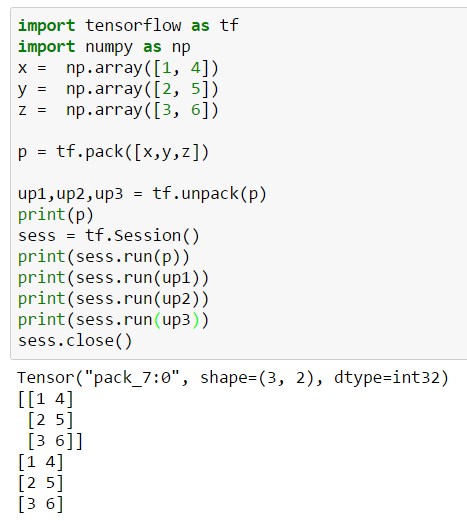 import tensorflow as tf
import numpy as np
x =  np.array([1, 4])
y =  np.array([2, 5])
z =  np.array([3, 6])

p = tf.pack([x,y,z])

up1,up2,up3 = tf.unpack(p)
print(p)
sess = tf.Session()
print(sess.run(p))
print(sess.run(up1))
print(sess.run(up2))
print(sess.run(up3))
sess.close()

Tensor("pack_7:0", shape=(3, 2), dtype=int32)
[[1 4]
 [2 5]
 [3 6]]
[1 4]
[2 5]
[3 6]